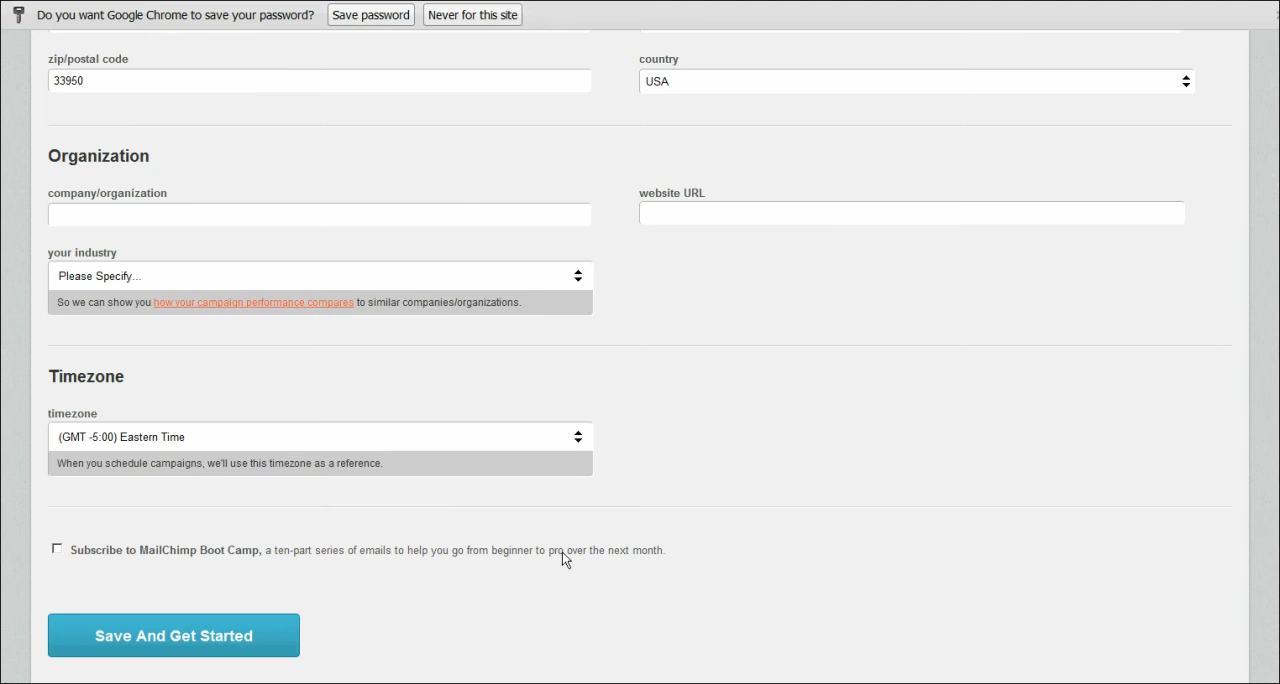 Do you want Google Chrome to save your password? Save password Never for this site
zip/postal code country
33950 USA
Organization
company/organization website URL
your industry
Please Specify...
So we can show you how your campaign performance compares to similar companies/organizations.
Timezone
timezone
(GMT -5:00) Eastern Time
When you schedule campaigns, we'll use this timezone as a reference.
Subscribe to MailChimp Boot Camp, a ten-part series of emails to help you go from beginner to pro over the next month.
Save And Get Started